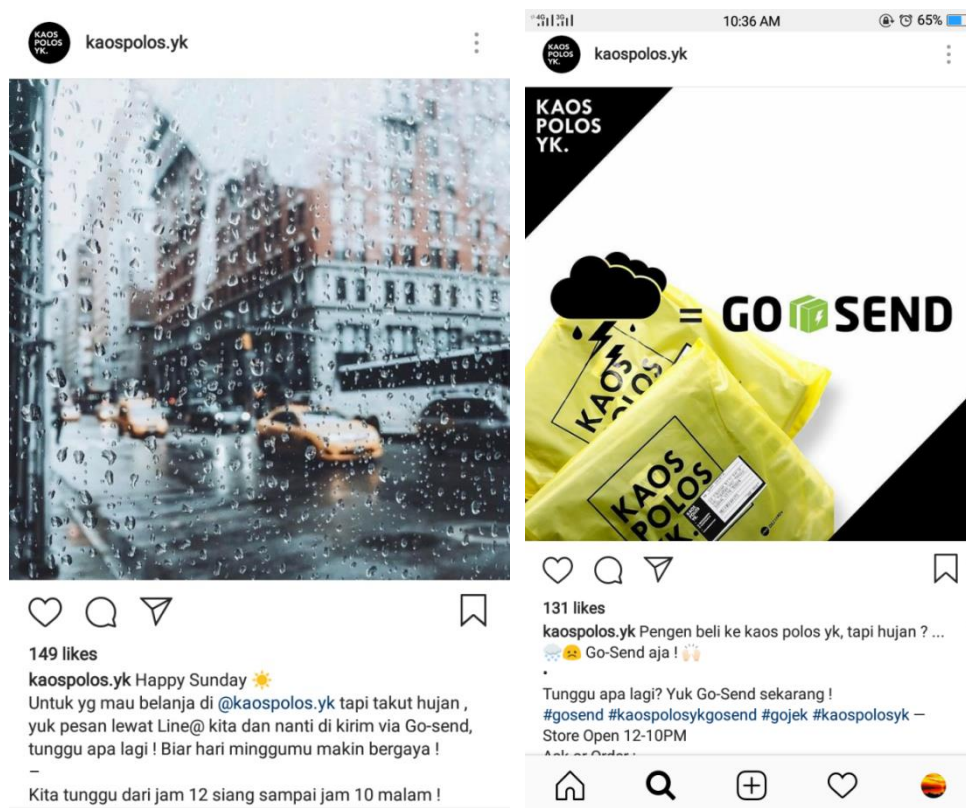 KAOS
POLOS
YK.
kaospolos.yk
149 likes
kaospolos.yk Happy Sunday ☀️
Untuk yg mau belanja di @kaospolos.yk tapi takut hujan ,
yuk pesan lewat Line@ kita dan nanti di kirim via Go-send,
tunggu apa lagi ! Biar hari minggumu makin bergaya !
–
Kita tunggu dari jam 12 siang sampai jam 10 malam !
4G 3G 10:36 AM 65%
KAOS
POLOS
YK.
kaospolos.yk
KAOS
POLOS
YK.
= GO SEND
KAOS
POLOS
KAOS
POLOS
YK.
131 likes
kaospolos.yk Pengen beli ke kaos polos yk, tapi hujan ? ...
🌧️☹️ Go-Send aja ! 🙌🏻
.
Tunggu apa lagi? Yuk Go-Send sekarang !
#gosend #kaospolosykgosend #gojek #kaospolosyk —
Store Open 12-10PM
Ask or Order :